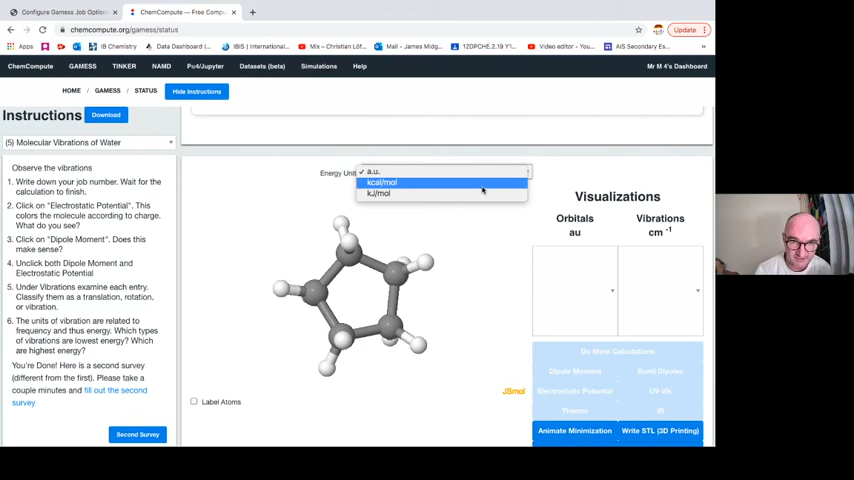 Configure Gamess Job Option
ChemCompute - Free Compu
chemcompute.org/gamess/status
Update
Apps
IB Chemistry
Data Dashboard (
IBIS | (International...
Mix – Christian Löf...
Mail - James Midg...
12DPCHE,2.19 Y1...
Video editor - You...
AIS Secondary Es...
ChemCompute
GAMESS
TINKER
NAMD
Psi4/Jupyter
Datasets (beta)
Simulations
Help
Mr M 4's Dashboard
HOME / GAMESS / STATUS
Hide Instructions
Instructions
Download
(5) Molecular Vibrations of Water
Observe the vibrations
1. Write down your job number. Wait for the
calculation to finish.
2. Click on "Electrostatic Potential". This
colors the molecule according to charge.
What do you see?
3. Click on "Dipole Moment". Does this
make sense?
4. Unclick both Dipole Moment and
Electrostatic Potential
5. Under Vibrations examine each entry.
Classify them as a translation, rotation,
or vibration.
6. The units of vibration are related to
frequency and thus energy. Which types
of vibrations are lowest energy? Which
are highest energy?
You're Done! Here is a second survey
(different from the first). Please take a
couple minutes and fill out the second
survey
Second Survey
Energy Unit
✓ a.u.
kcal/mol
kJ/mol
Label Atoms
JSmol
Visualizations
Orbitals
au
Vibrations
cm -1
Do More Calculations
Dipole Moment
Bond Dipoles
Electrostatic Potential
UV-Vis
Thermo
IR
Animate Minimization
Write STL (3D Printing)